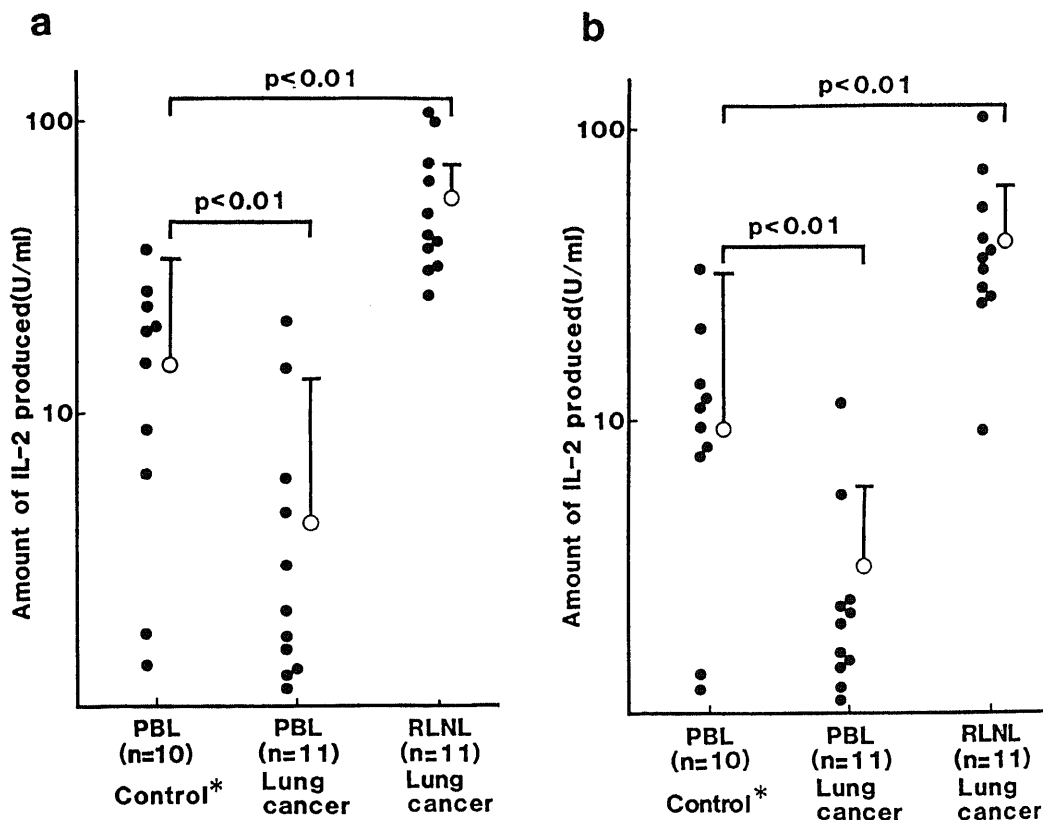 a
p<0.01
100
p<0.01
10
Amount of IL-2 produced(U/ml)
PBL PBL RLNL
(n=10) (n=11) (n=11)
Control* Lung cancer Lung cancer
b
p<0.01
100
p<0.01
10
Amount of IL-2 produced(U/ml)
PBL PBL RLNL
(n=10) (n=11) (n=11)
Control* Lung cancer Lung cancer